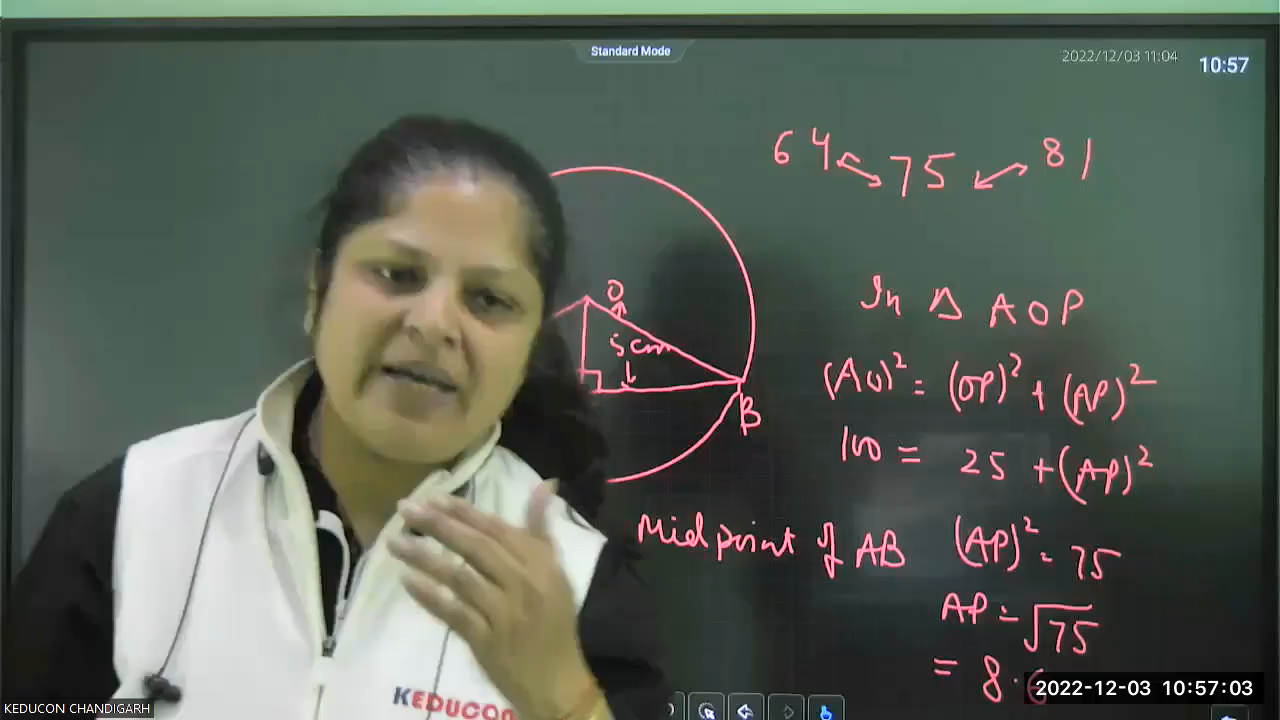 Standard Mode
2022/12/03 11:04
10:57
64 75 81
O
5cm
B
In Δ AOP
(AO)² = (OP)² + (AP)²
100 = 25 + (AP)²
Midpoint of AB
(AP)² = 75
AP = √75
= 8.6
2022-12-03 10:57:03
KEDUCON
KEDUCON CHANDIGARH